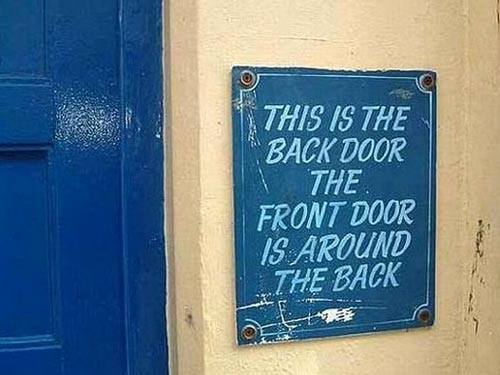 THIS IS THE
BACK DOOR
THE
FRONT DOOR
IS AROUND
THE BACK